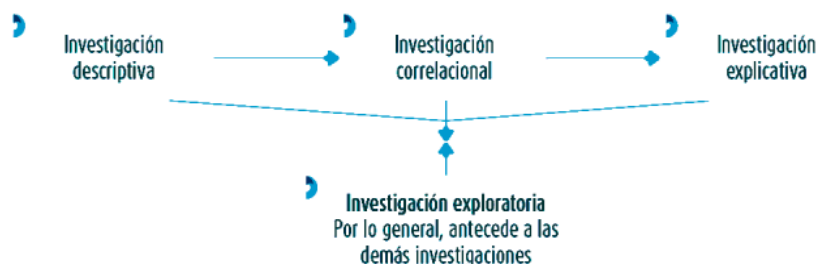 Investigación
descriptiva
Investigación
correlacional
Investigación
explicativa
Investigación exploratoria
Por lo general, antecede a las
demás investigaciones